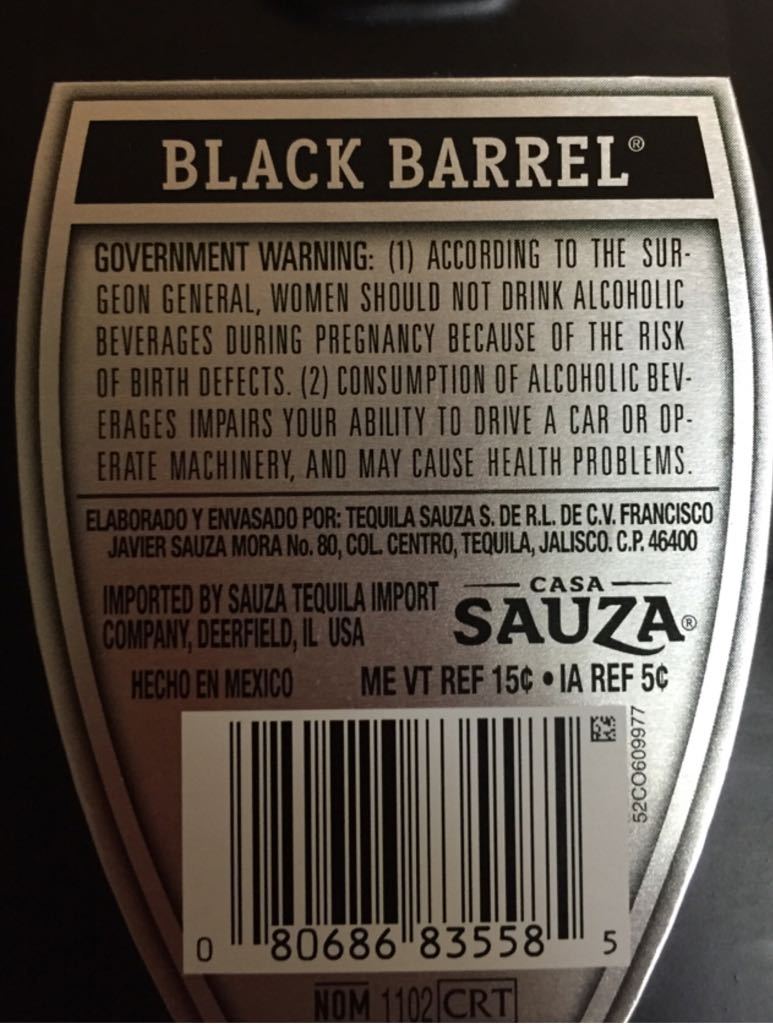 BLACK BARREL®
GOVERNMENT WARNING: (1) ACCORDING TO THE SUR-
GEON GENERAL, WOMEN SHOULD NOT DRINK ALCOHOLIC
BEVERAGES DURING PREGNANCY BECAUSE OF THE RISK
OF BIRTH DEFECTS. (2) CONSUMPTION OF ALCOHOLIC BEV-
ERAGES IMPAIRS YOUR ABILITY TO DRIVE A CAR OR OP-
ERATE MACHINERY, AND MAY CAUSE HEALTH PROBLEMS.
ELABORADO Y ENVASADO POR: TEQUILA SAUZA S. DE R.L. DE C.V. FRANCISCO
JAVIER SAUZA MORA No. 80, COL. CENTRO, TEQUILA, JALISCO. C.P. 46400
IMPORTED BY SAUZA TEQUILA IMPORT
COMPANY, DEERFIELD, IL USA
CASA
SAUZA®
HECHO EN MEXICO
ME VT REF 15¢ • IA REF 5¢
52CO609977
0 80686 83558 5
NOM 1102 CRT